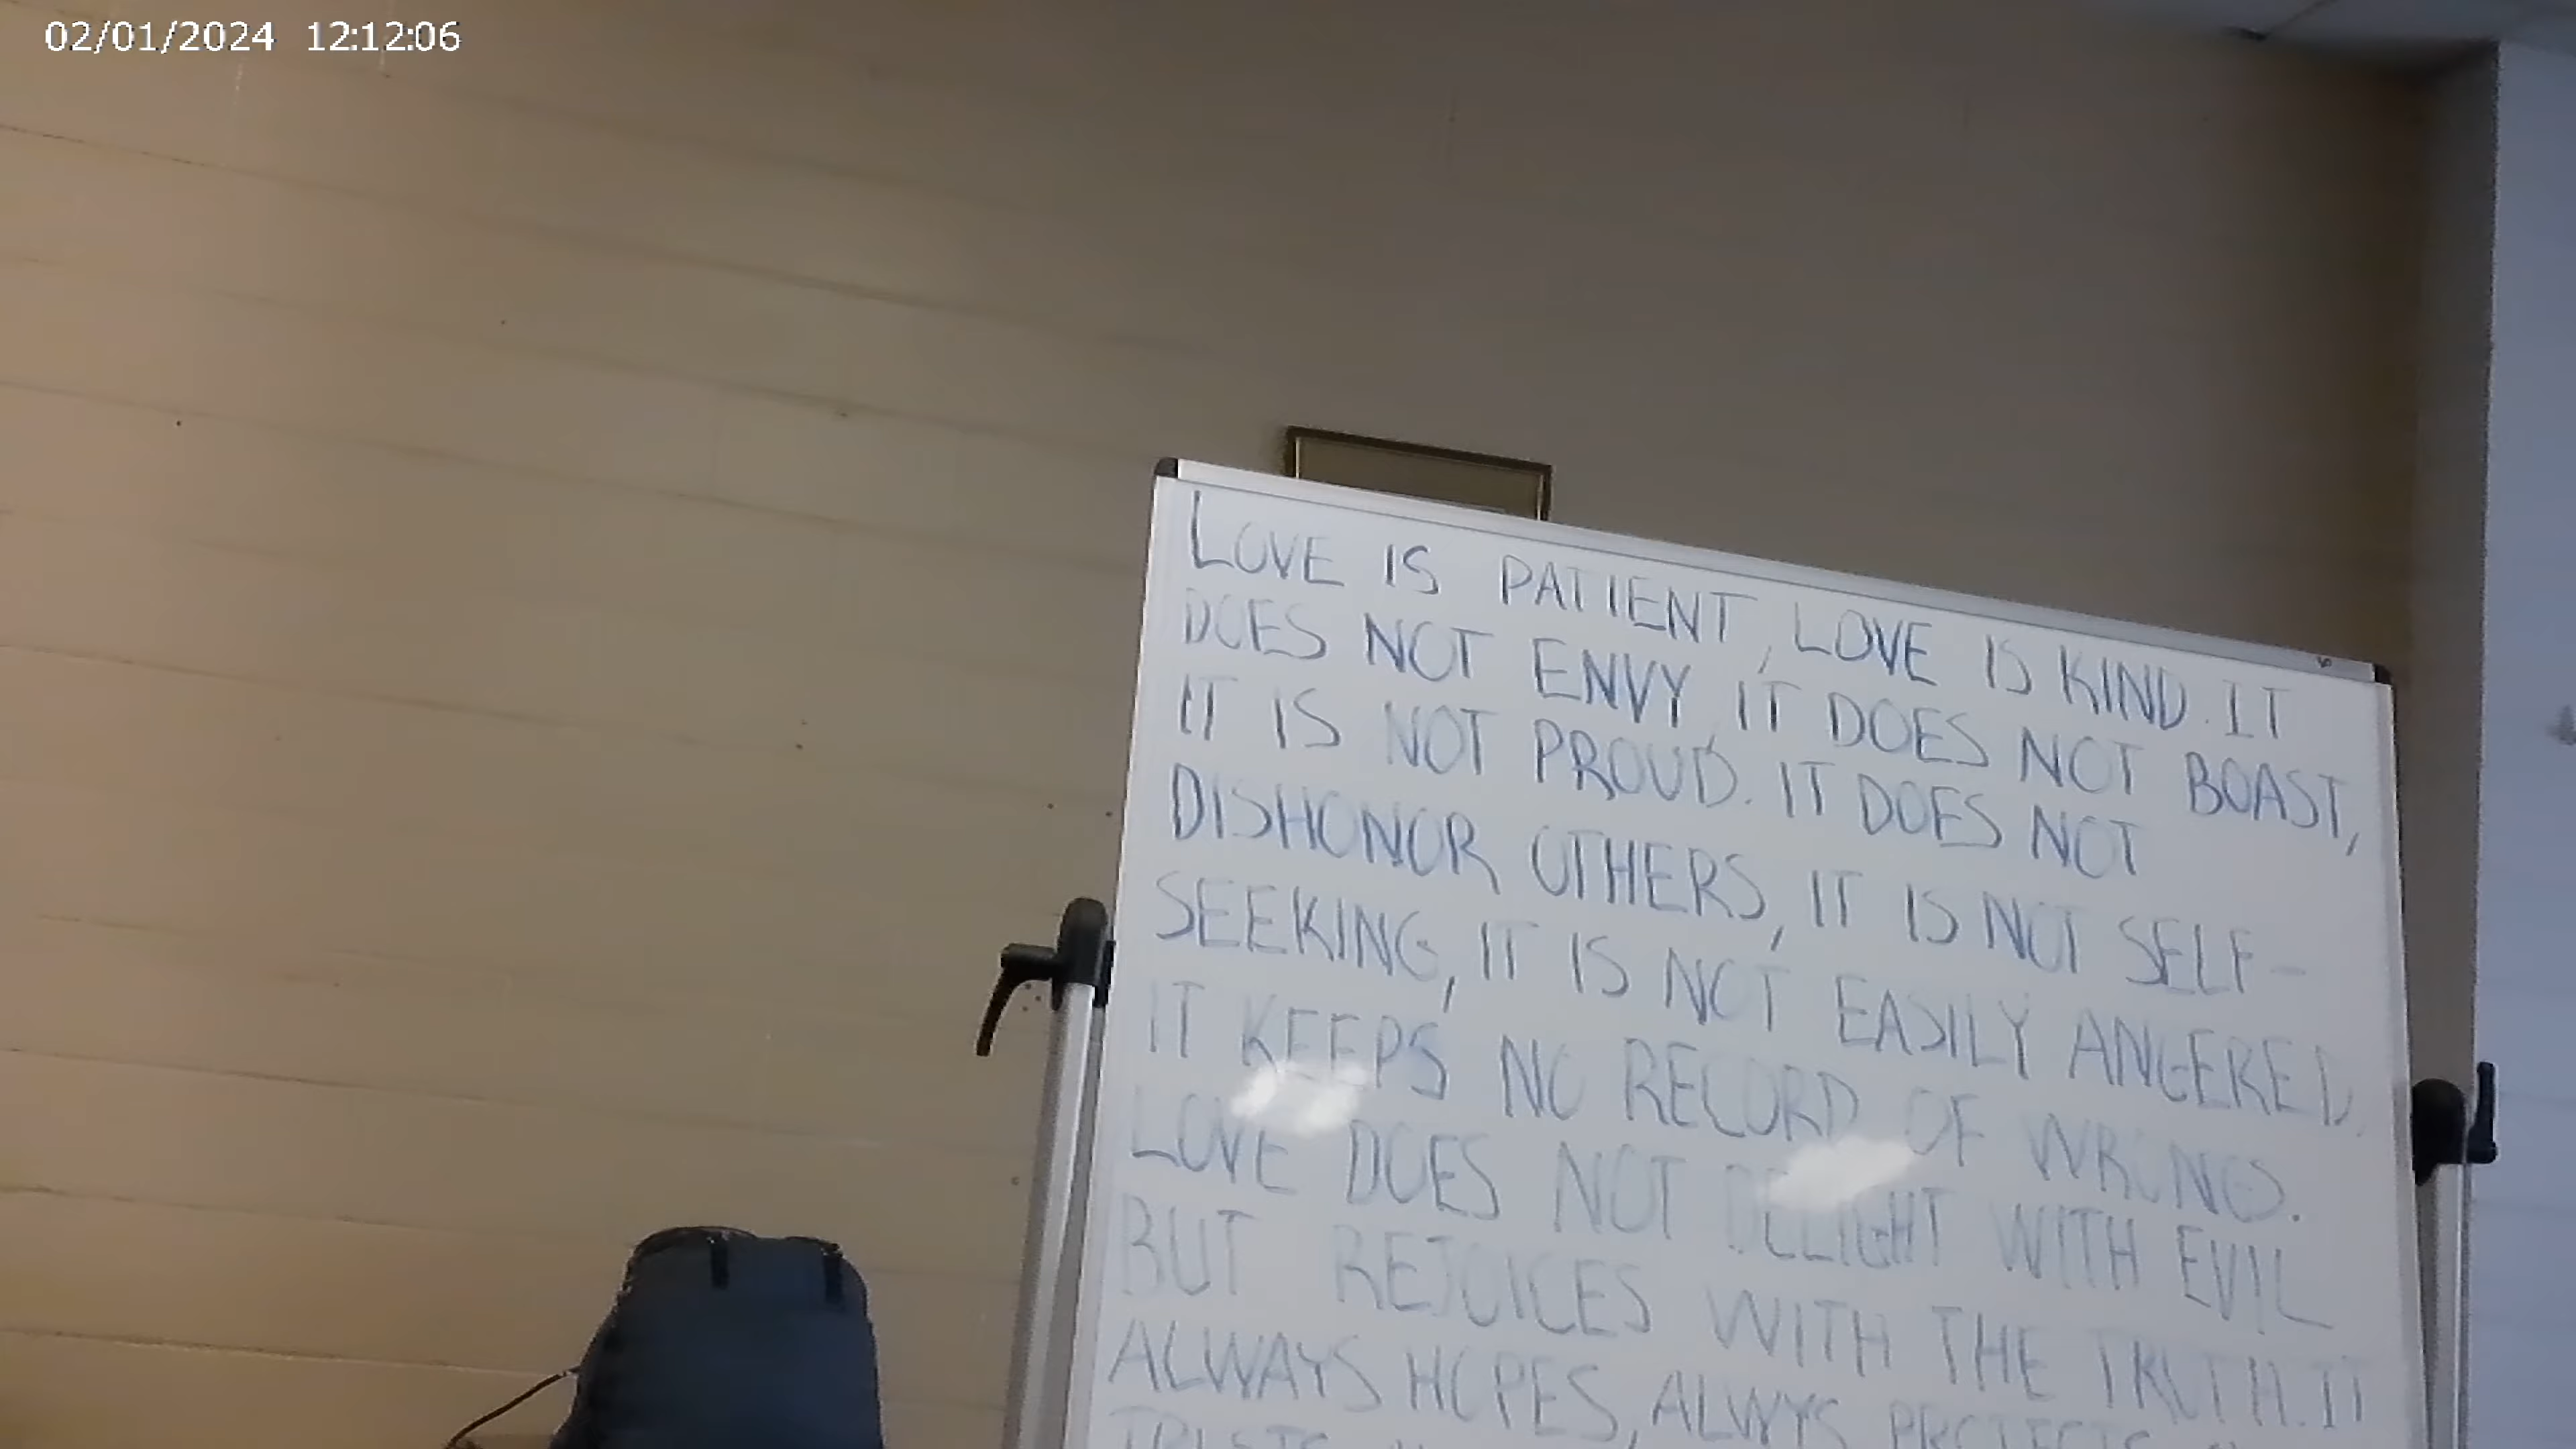 02/01/2024 12:12:06
LOVE IS PATIENT, LOVE IS KIND. IT
DOES NOT ENVY, IT DOES NOT BOAST,
IT IS NOT PROUD. IT DOES NOT
DISHONOR OTHERS, IT IS NOT SELF-
SEEKING, IT IS NOT EASILY ANGERED.
IT KEEPS NO RECORD OF WRONGS.
LOVE DOES NOT DELIGHT WITH EVIL
BUT REJOICES WITH THE TRUTH. IT
ALWAYS HOPES, ALWYS PROTECTS
TRUSTS